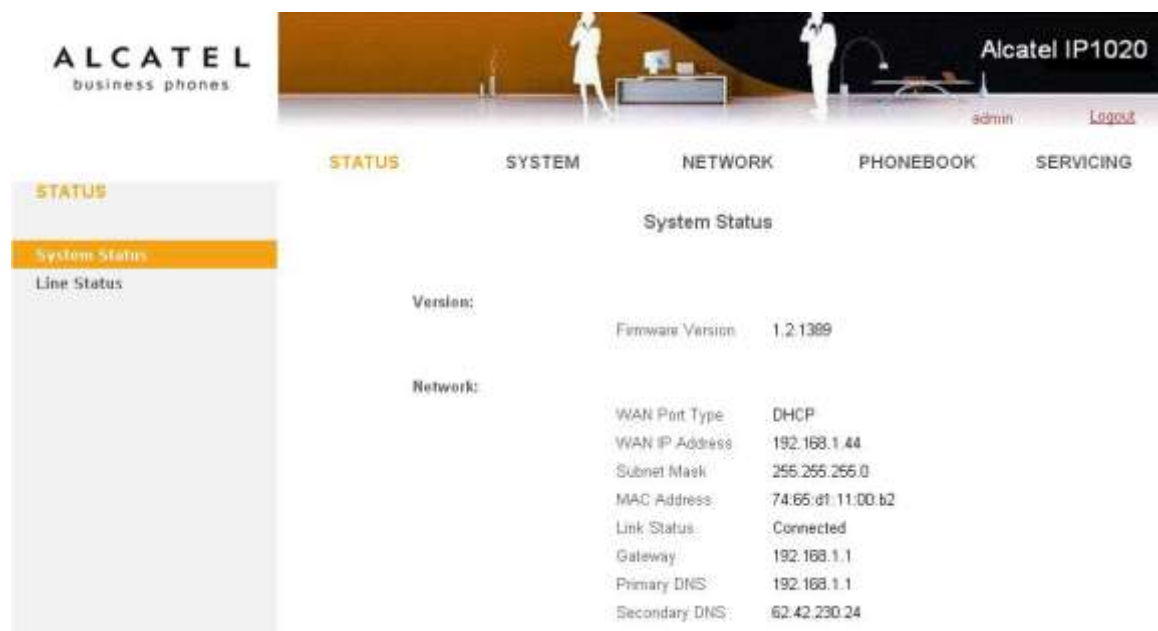 ALCATEL
business phones
Alcatel IP1020
admin
Logout
STATUS
SYSTEM
NETWORK
PHONEBOOK
SERVICING
STATUS
System Status
Line Status
System Status
Version:
Firmware Version 1.2.1389
Network:
WAN Port Type DHCP
WAN IP Address 192.168.1.44
Subnet Mask 255.255.255.0
MAC Address 74:65:d1:11:00:b2
Link Status Connected
Gateway 192.168.1.1
Primary DNS 192.168.1.1
Secondary DNS 62.42.230.24